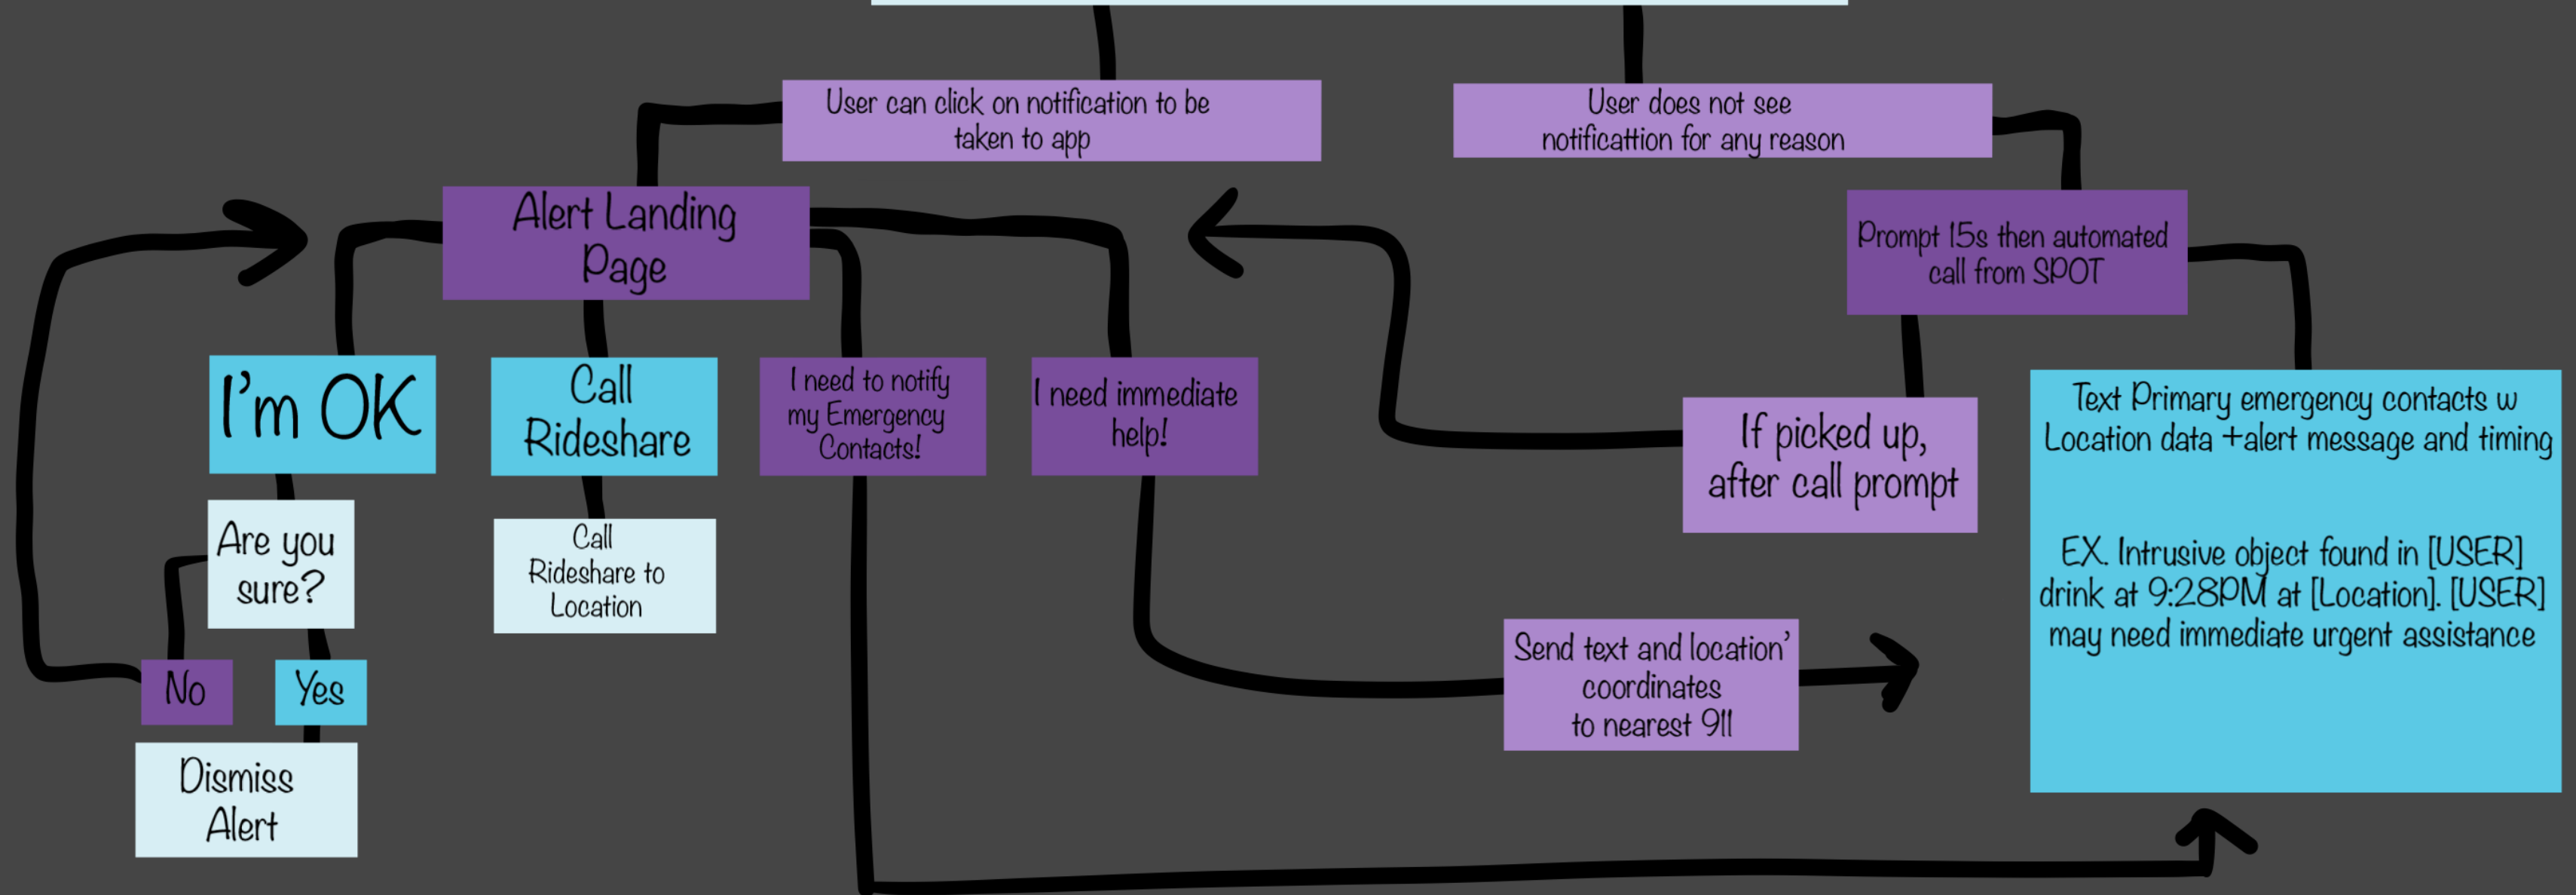 User can click on notification to be
taken to app
User does not see
notificattion for any reason
Alert Landing
Page
Prompt 15s then automated
call from SPOT
I'm OK
Call
Rideshare
I need to notify
my Emergency
Contacts!
I need immediate
help!
If picked up,
after call prompt
Text Primary emergency contacts w
Location data +alert message and timing
EX. Intrusive object found in [USER]
drink at 9:28PM at [Location]. [USER]
may need immediate urgent assistance
Are you
sure?
Call
Rideshare to
Location
Send text and location'
coordinates
to nearest 911
No
Yes
Dismiss
Alert